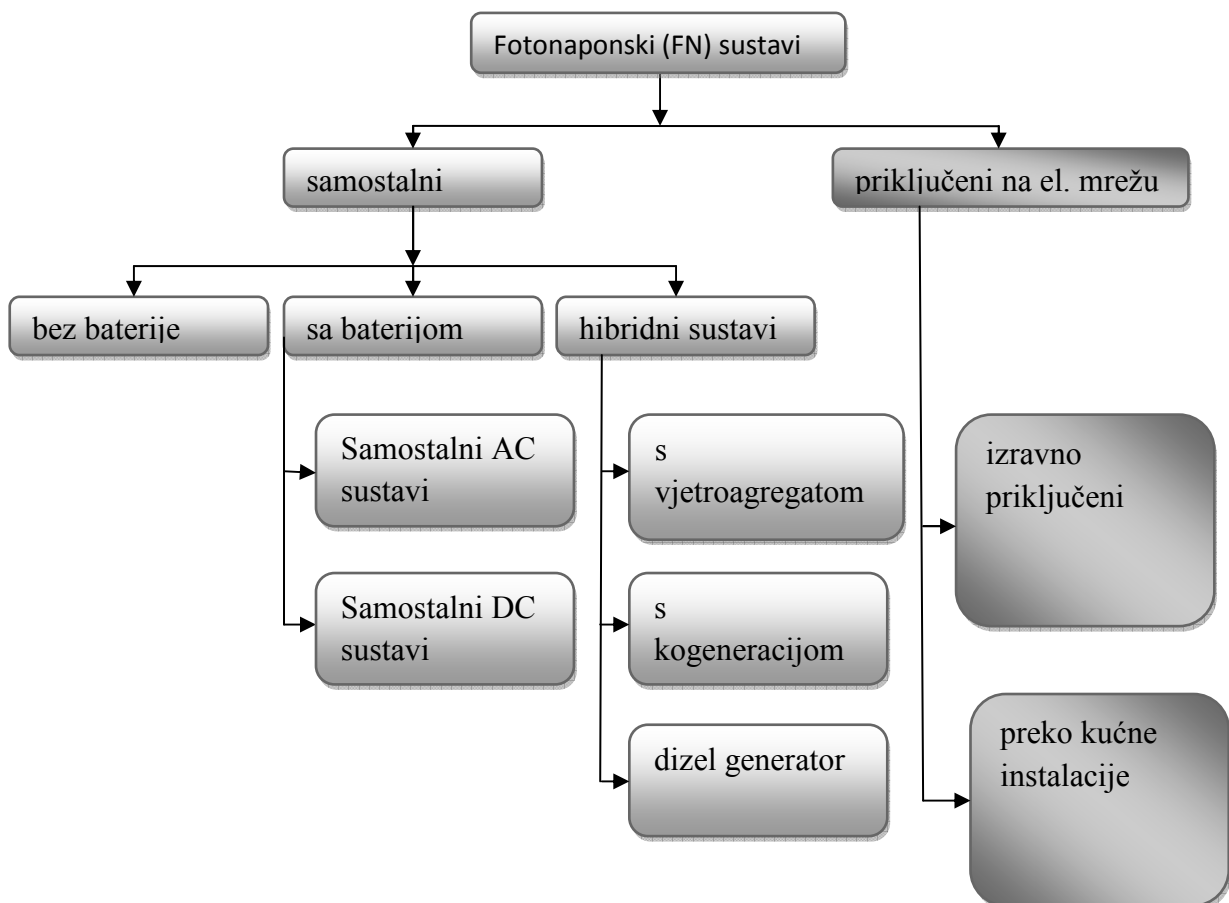 Fotonaponski (FN) sustavi
samostalni
priključeni na el. mrežu
bez baterije
sa baterijom
hibridni sustavi
Samostalni AC
sustavi
s
vjetroagregatom
izravno
priključeni
Samostalni DC
sustavi
s
kogeneracijom
dizel generator
preko kućne
instalacije